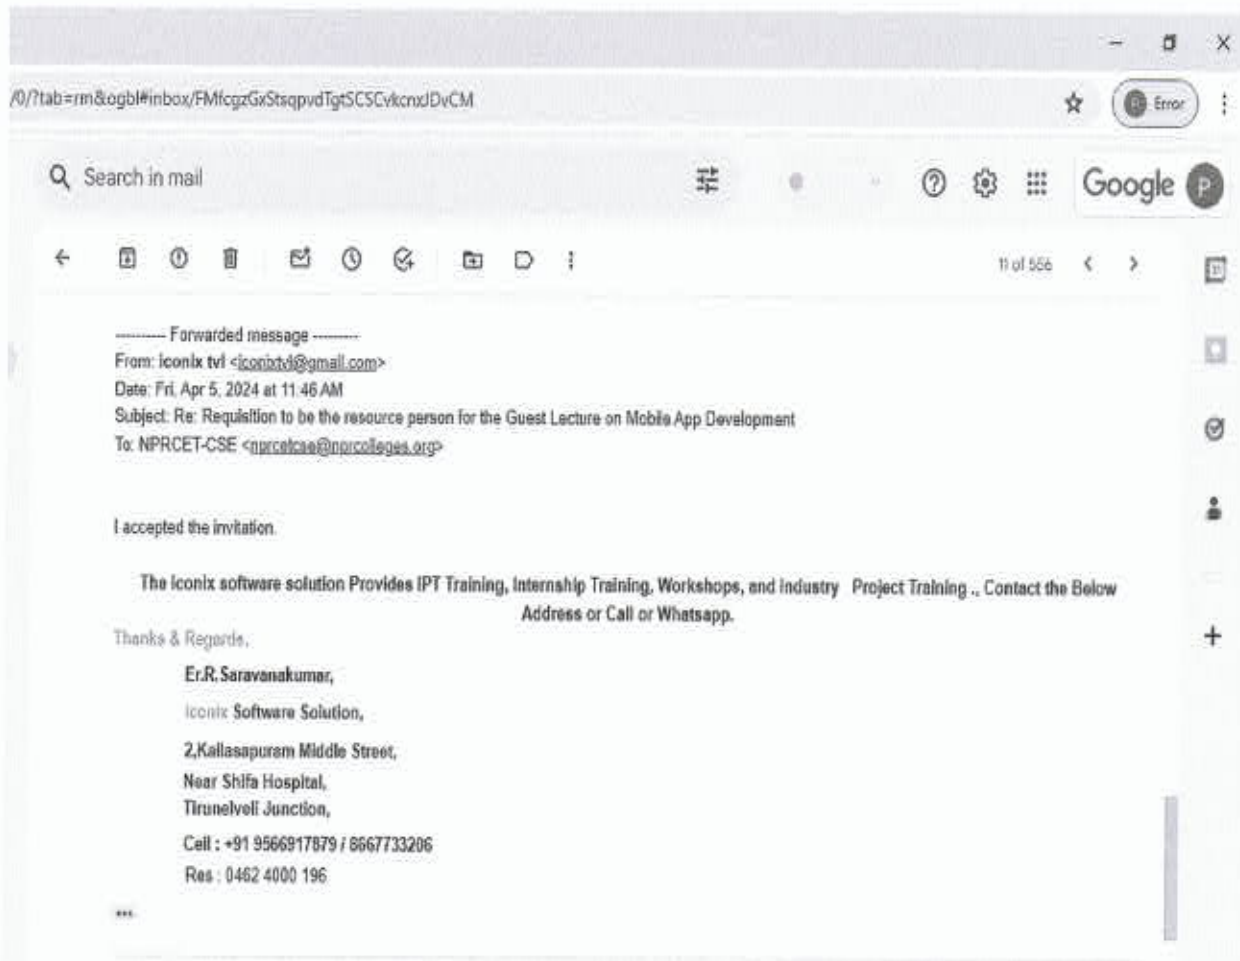 /0/?tab=rm&ogbl#inbox/FMfcgzGxStsqpvdTgtSCSCvkcnxJDvCM
Error
Search in mail
Google
P
11 of 556
---------- Forwarded message ---------
From: iconix tvl <iconixtvl@gmail.com>
Date: Fri, Apr 5, 2024 at 11:46 AM
Subject: Re: Requisition to be the resource person for the Guest Lecture on Mobile App Development
To: NPRCET-CSE <nprcetcse@nprcolleges.org>
I accepted the invitation.
The Iconix software solution Provides IPT Training, Internship Training, Workshops, and Industry Project Training ., Contact the Below
Address or Call or Whatsapp.
Thanks & Regards,
Er.R.Saravanakumar,
Iconix Software Solution,
2,Kailasapuram Middle Street,
Near Shifa Hospital,
Tirunelveli Junction,
Cell : +91 9566917879 / 8667733206
Res : 0462 4000 196